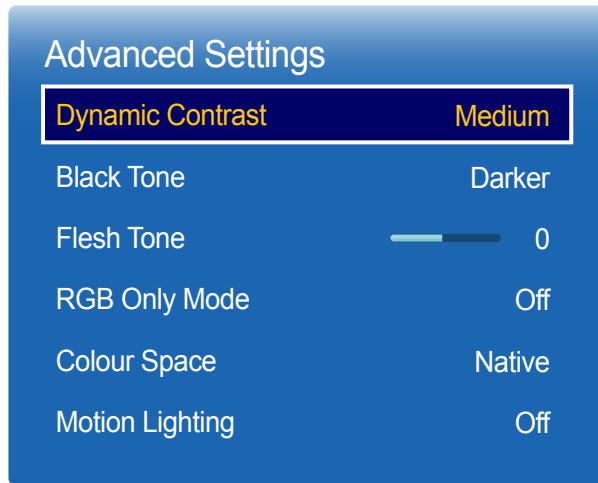 Advanced Settings
Dynamic Contrast Medium
Black Tone Darker
Flesh Tone 0
RGB Only Mode Off
Colour Space Native
Motion Lighting Off